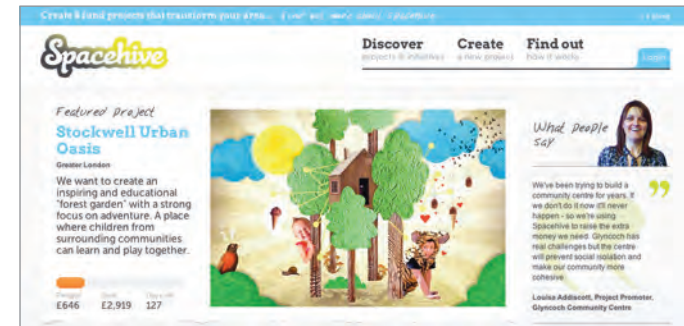 Create & fund projects that transform your area...
Spacehive
Discover
projects & initiatives
Create
a new project
Find out
how it works
Login
Featured project
Stockwell Urban
Oasis
Greater London
We want to create an
inspiring and educational
"forest garden" with a strong
focus on adventure. A place
where children from
surrounding communities
can learn and play together.
£646
£2,919
127
What people
say
We've been trying to build a
community centre for years. If
we don't do it now it'll never
happen - so we're using
Spacehive to raise the extra
money we need. Glyncoch has
real challenges but the centre
will prevent social isolation and
make our community more
cohesive.
Louise Addiscott, Project Promoter,
Glyncoch Community Centre